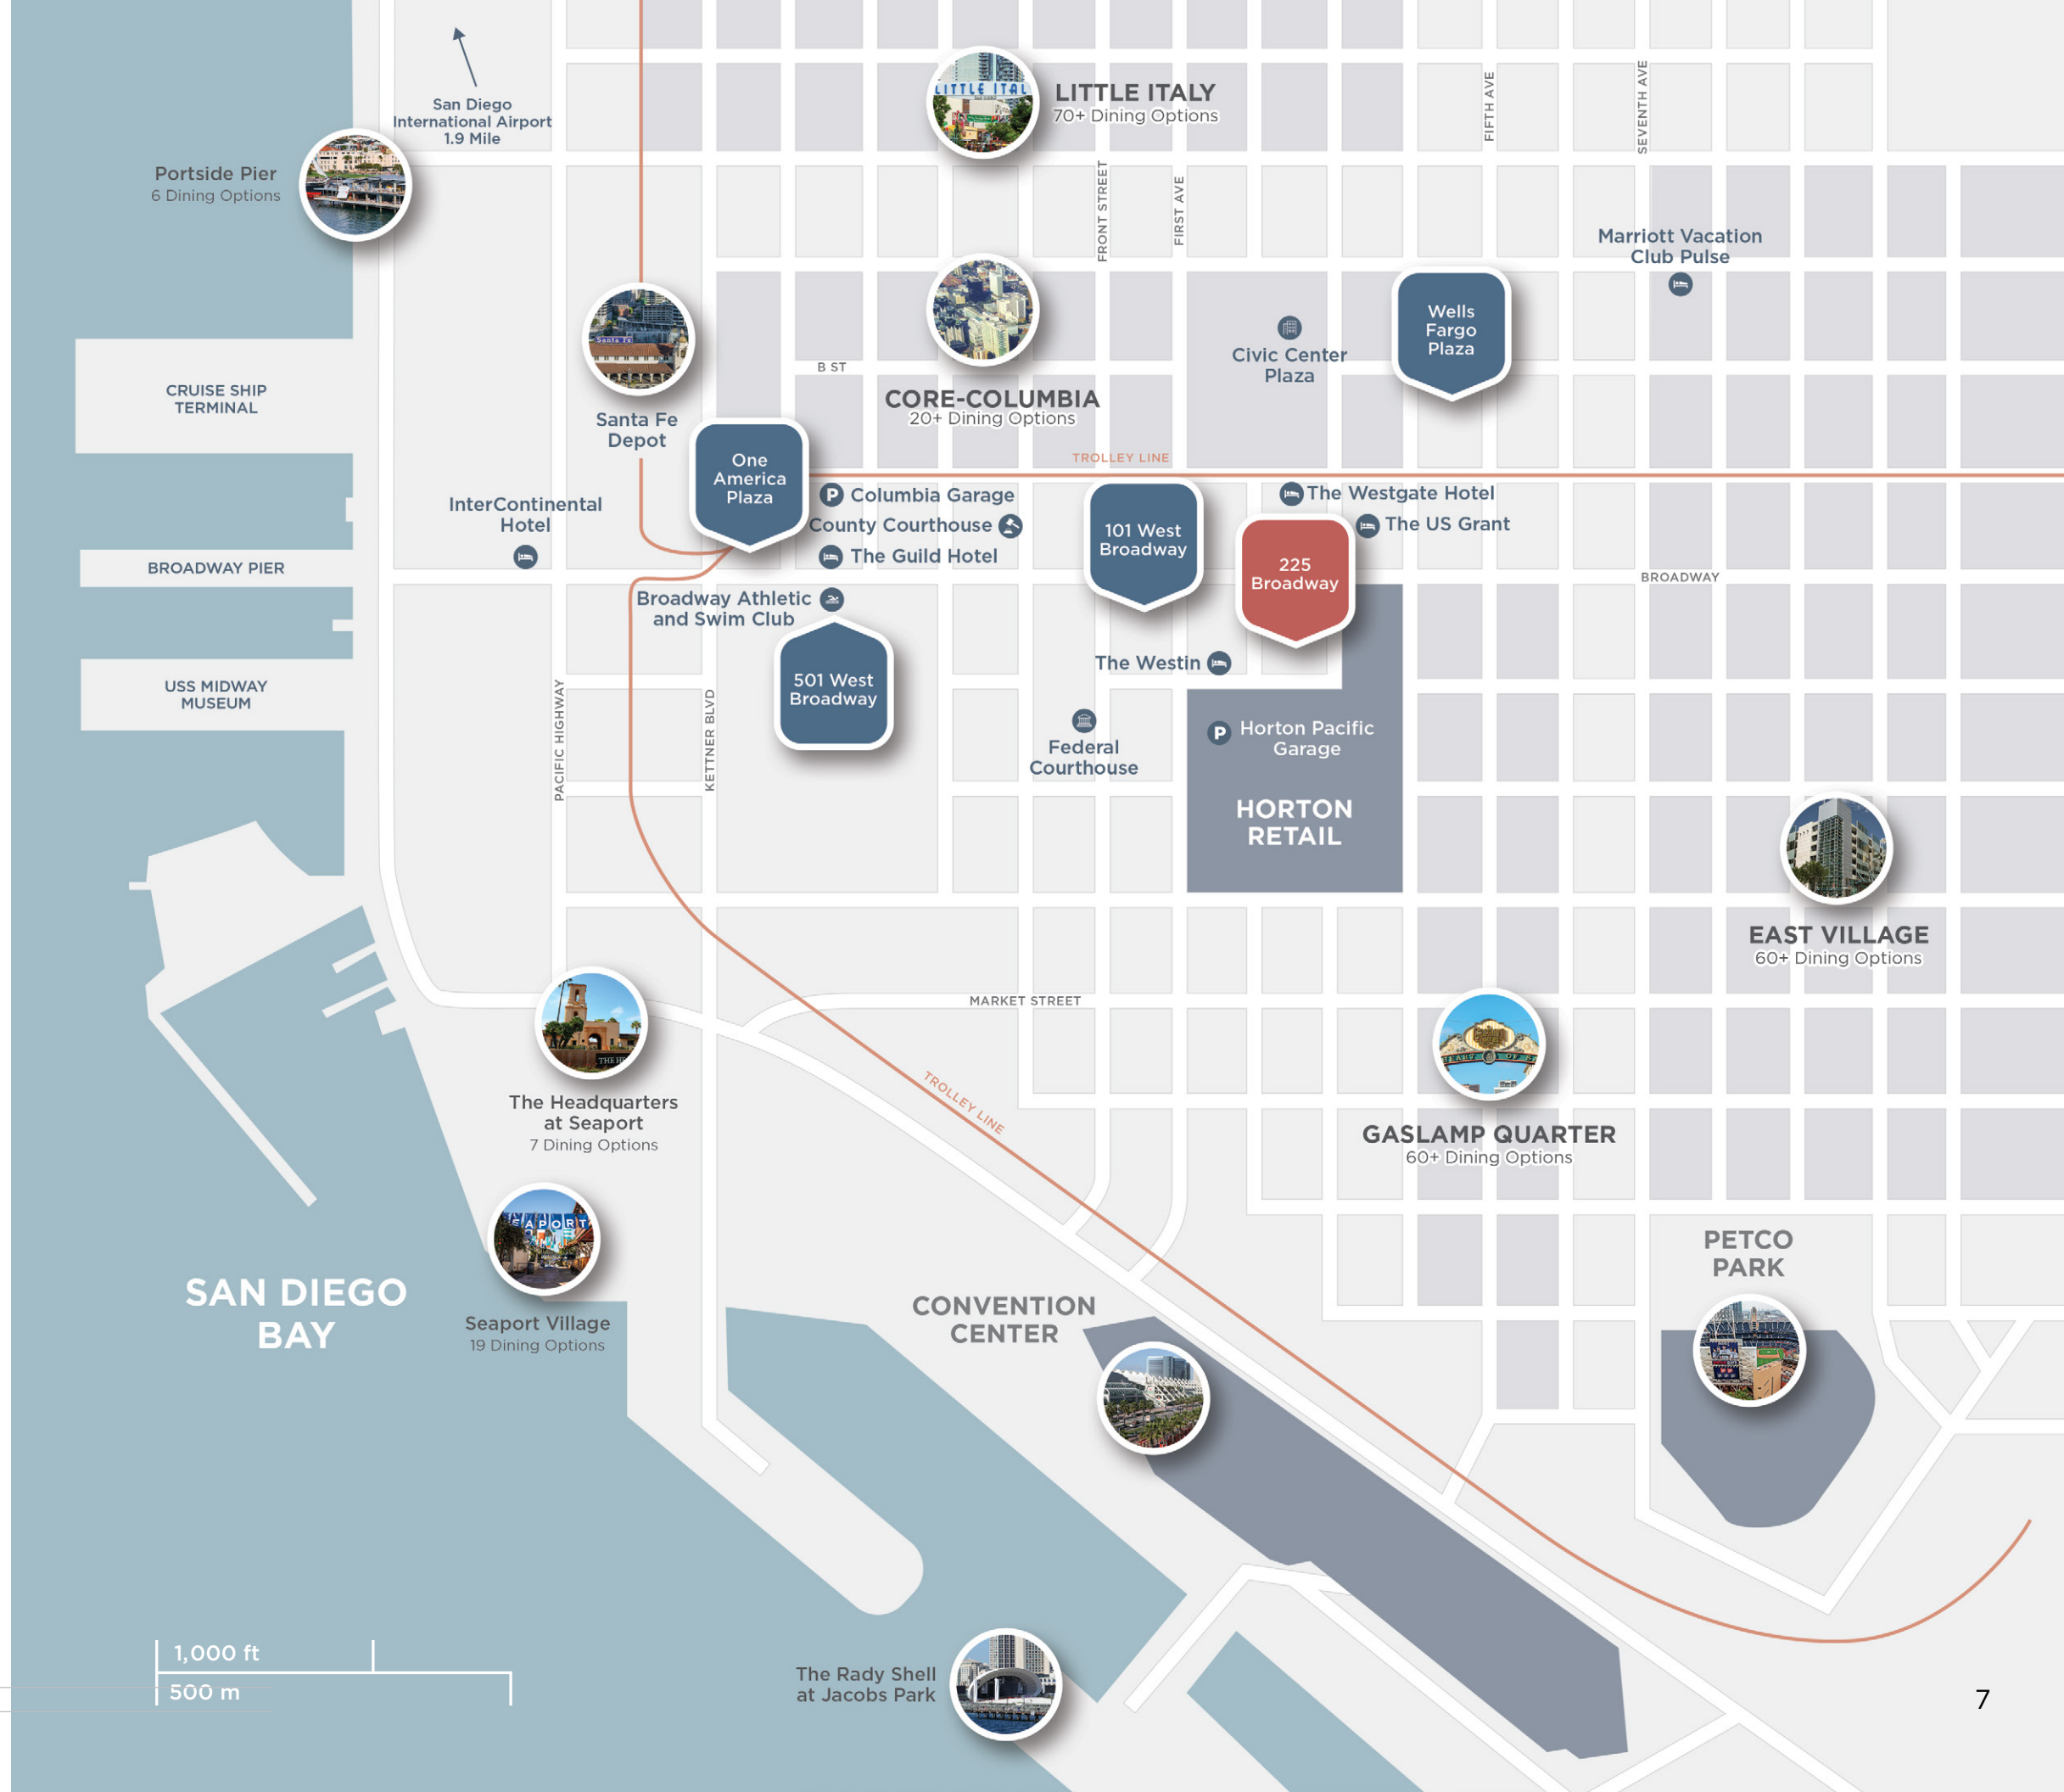 San Diego
International Airport
1.9 Mile
LITTLE ITAL
LITTLE ITALY
70+ Dining Options
FIFTH AVE
SEVENTH AVE
Portside Pier
6 Dining Options
FRONT STREET
FIRST AVE
Marriott Vacation
Club Pulse
Wells
Fargo
Plaza
Santa Fe
Civic Center
Plaza
B ST
CRUISE SHIP
TERMINAL
CORE-COLUMBIA
20+ Dining Options
Santa Fe
Depot
One
America
Plaza
TROLLEY LINE
InterContinental
Hotel
P Columbia Garage
County Courthouse
The Guild Hotel
101 West
Broadway
The Westgate Hotel
The US Grant
225
Broadway
BROADWAY PIER
BROADWAY
Broadway Athletic
and Swim Club
501 West
Broadway
The Westin
USS MIDWAY
MUSEUM
PACIFIC HIGHWAY
KETTNER BLVD
Federal
Courthouse
P Horton Pacific
Garage
HORTON
RETAIL
EAST VILLAGE
60+ Dining Options
MARKET STREET
THE HE
The Headquarters
at Seaport
7 Dining Options
TROLLEY LINE
GASLAMP QUARTER
60+ Dining Options
SEAPORT
Seaport Village
19 Dining Options
SAN DIEGO
BAY
CONVENTION
CENTER
PETCO
PARK
1,000 ft
500 m
The Rady Shell
at Jacobs Park
7